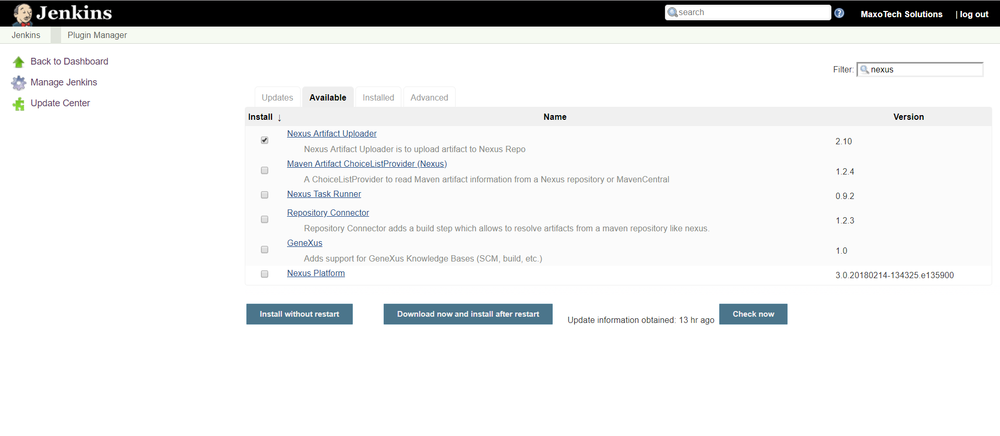 Jenkins
search
MaxoTech Solutions
| log out
Jenkins
Plugin Manager
Back to Dashboard
Manage Jenkins
Update Center
Filter: nexus
Updates Available Installed Advanced
Install ↓ Name Version
Nexus Artifact Uploader
Nexus Artifact Uploader is to upload artifact to Nexus Repo
2.10
Maven Artifact ChoiceListProvider (Nexus)
A ChoiceListProvider to read Maven artifact information from a Nexus repository or MavenCentral
1.2.4
Nexus Task Runner
0.9.2
Repository Connector
Repository Connector adds a build step which allows to resolve artifacts from a maven repository like nexus.
1.2.3
GeneXus
Adds support for GeneXus Knowledge Bases (SCM, build, etc.)
1.0
Nexus Platform
3.0.20180214-134325.e135900
Install without restart
Download now and install after restart
Update information obtained: 13 hr ago
Check now